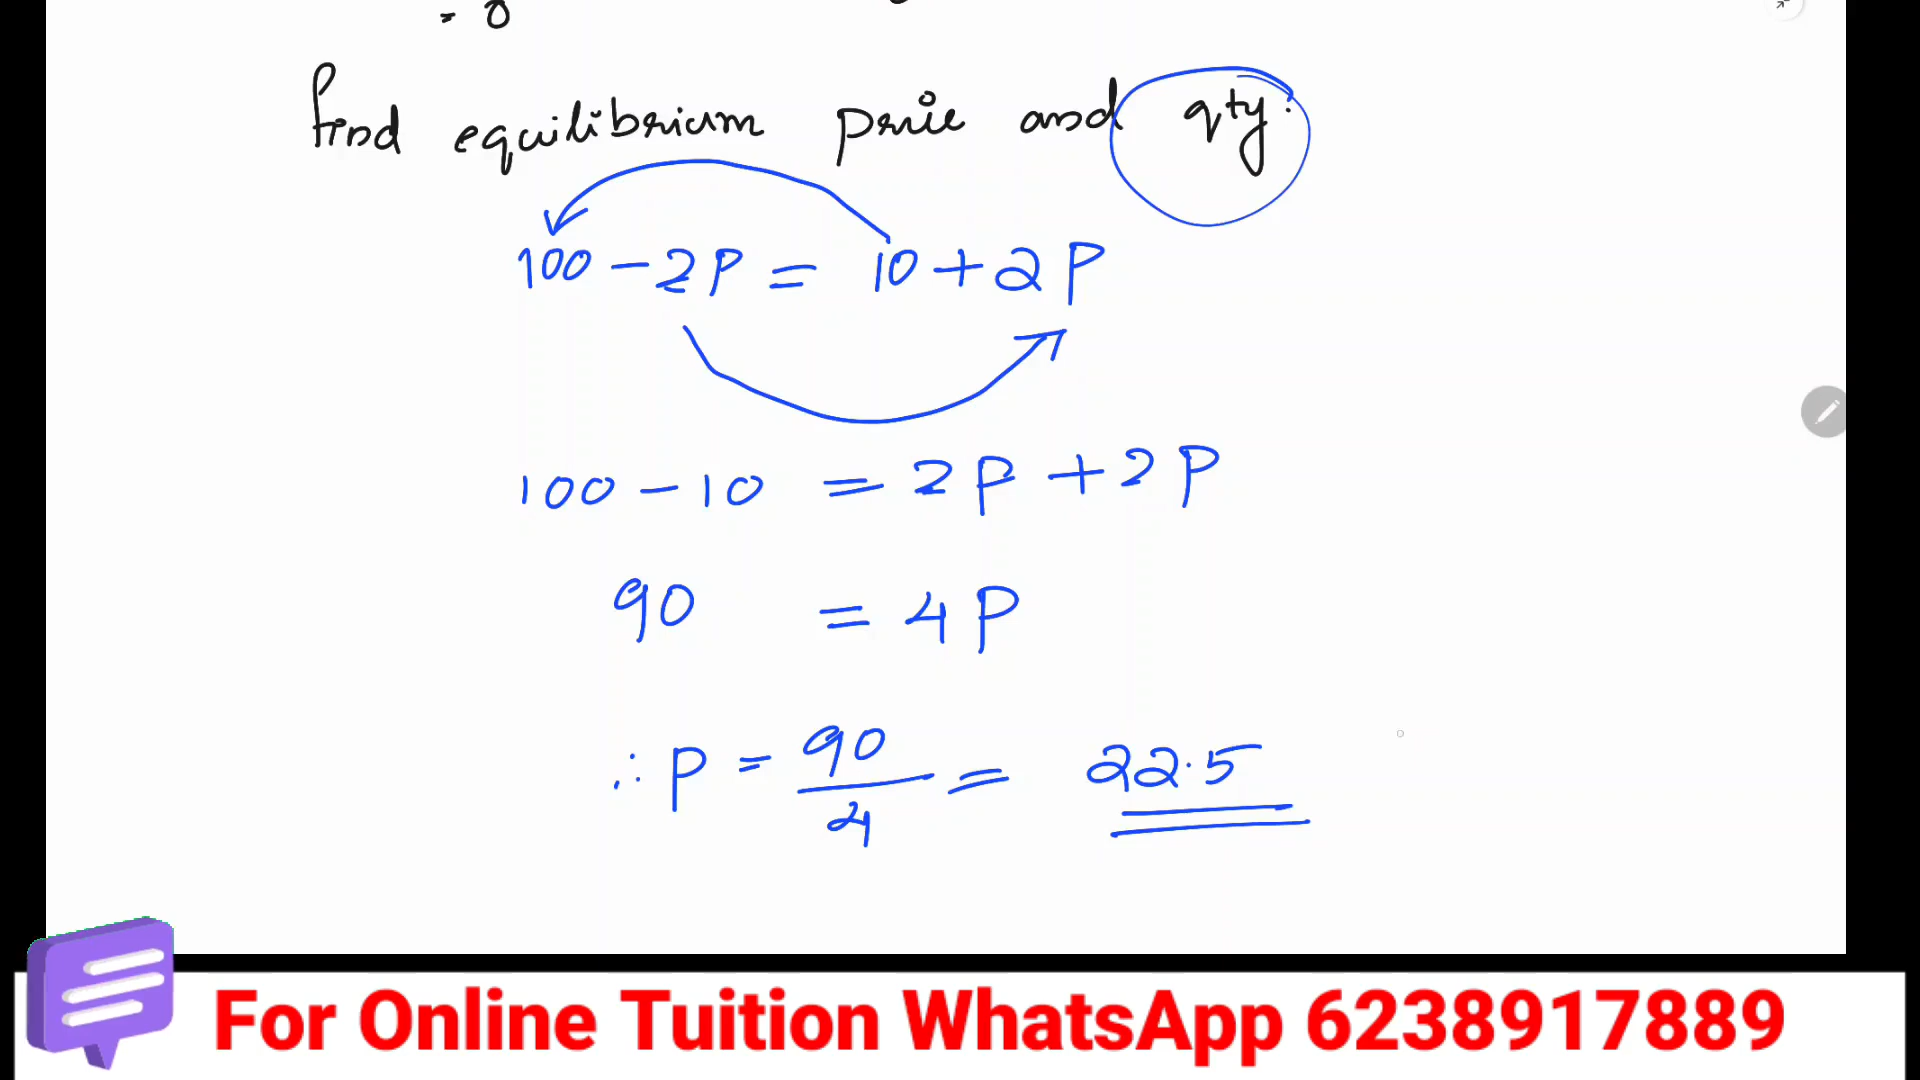 = 0
Find equilibrium price and qty:
100 - 2P = 10 + 2P
100 - 10 = 2P + 2P
90 = 4P
∴ P = 90/4 = 22.5
For Online Tuition WhatsApp 6238917889